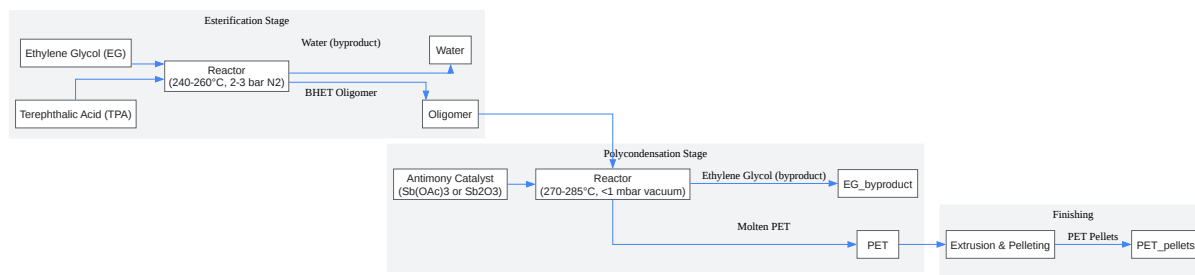 Esterification Stage
Ethylene Glycol (EG)
Water (byproduct)
Water
Reactor
(240-260°C, 2-3 bar N2)
BHET Oligomer
Terephthalic Acid (TPA)
Oligomer
Polycondensation Stage
Antimony Catalyst
(Sb(OAc)3 or Sb2O3)
Reactor
(270-285°C, <1 mbar vacuum)
Ethylene Glycol (byproduct)
EG_byproduct
Molten PET
PET
Finishing
Extrusion & Pelleting
PET Pellets
PET_pellets